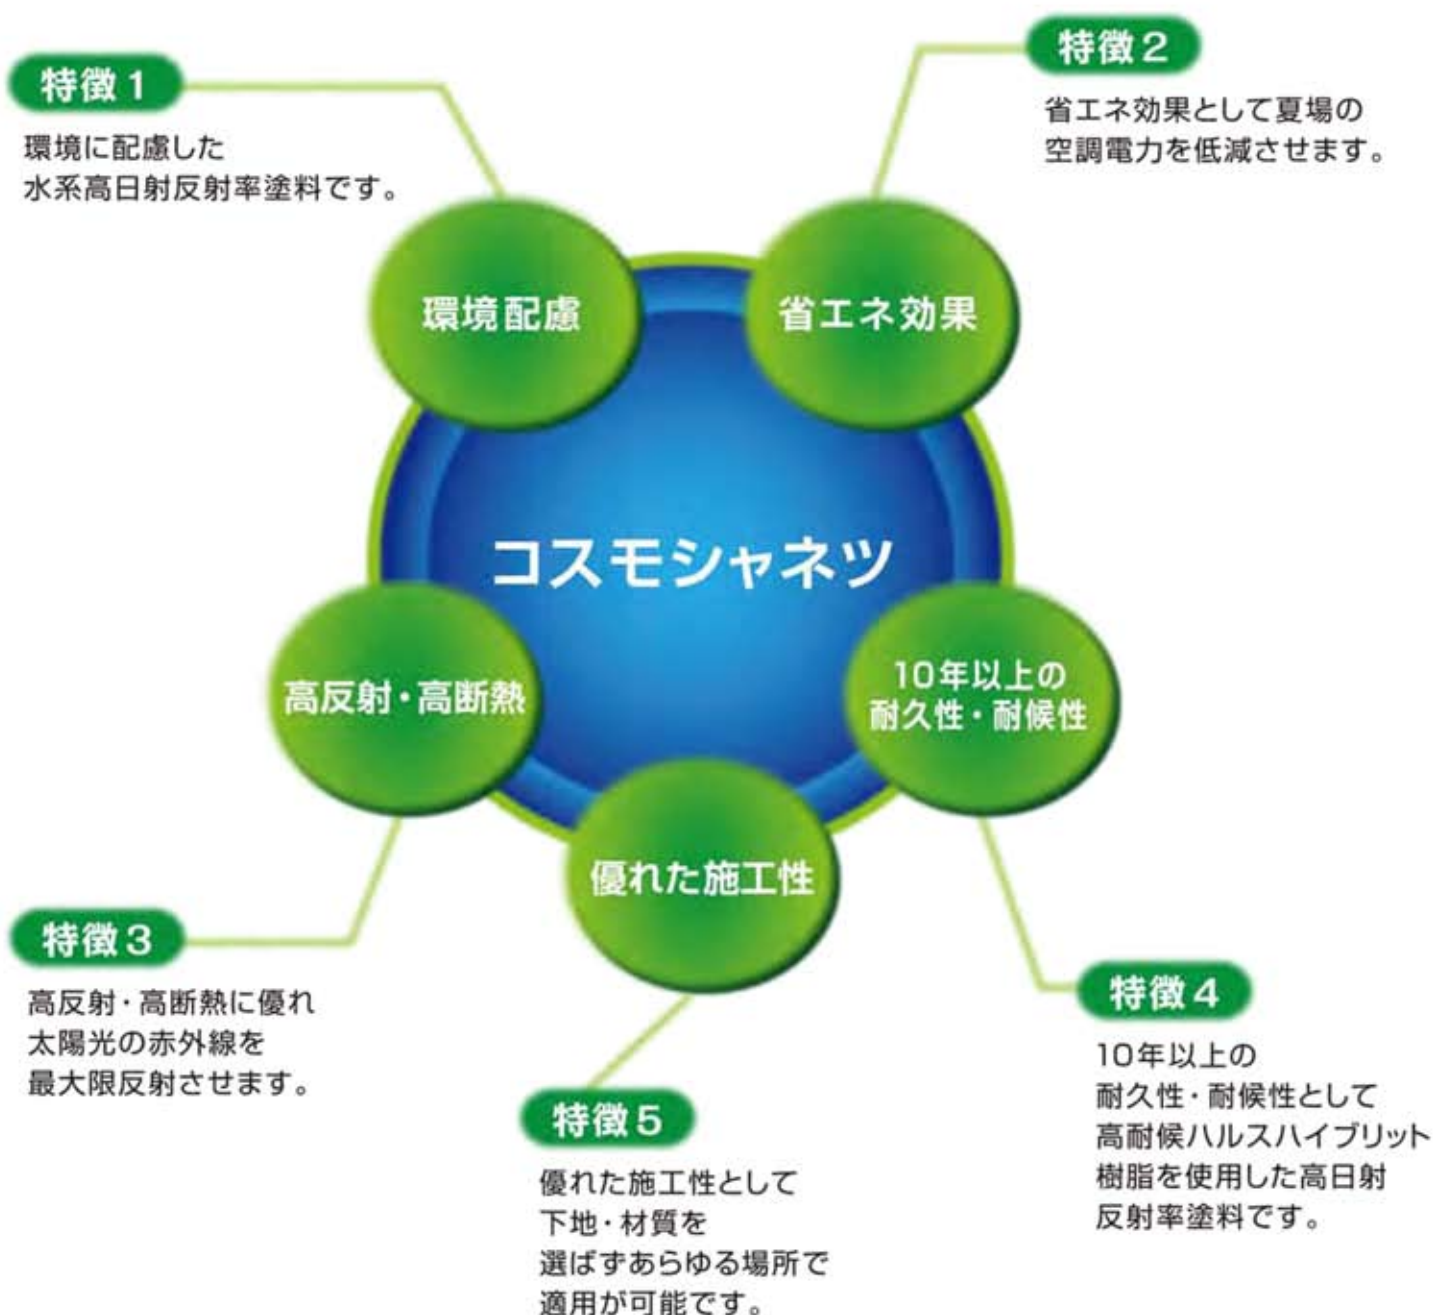 特徴1
環境に配慮した
水系高日射反射率塗料です。
特徴2
省エネ効果として夏場の
空調電力を低減させます。
環境配慮
省エネ効果
コスモシャネツ
高反射・高断熱
10年以上の
耐久性・耐候性
優れた施工性
特徴3
高反射・高断熱に優れ
太陽光の赤外線を
最大限反射させます。
特徴4
10年以上の
耐久性・耐候性として
高耐候ハルスハイブリット
樹脂を使用した高日射
反射率塗料です。
特徴5
優れた施工性として
下地・材質を
選ばずあらゆる場所で
適用が可能です。